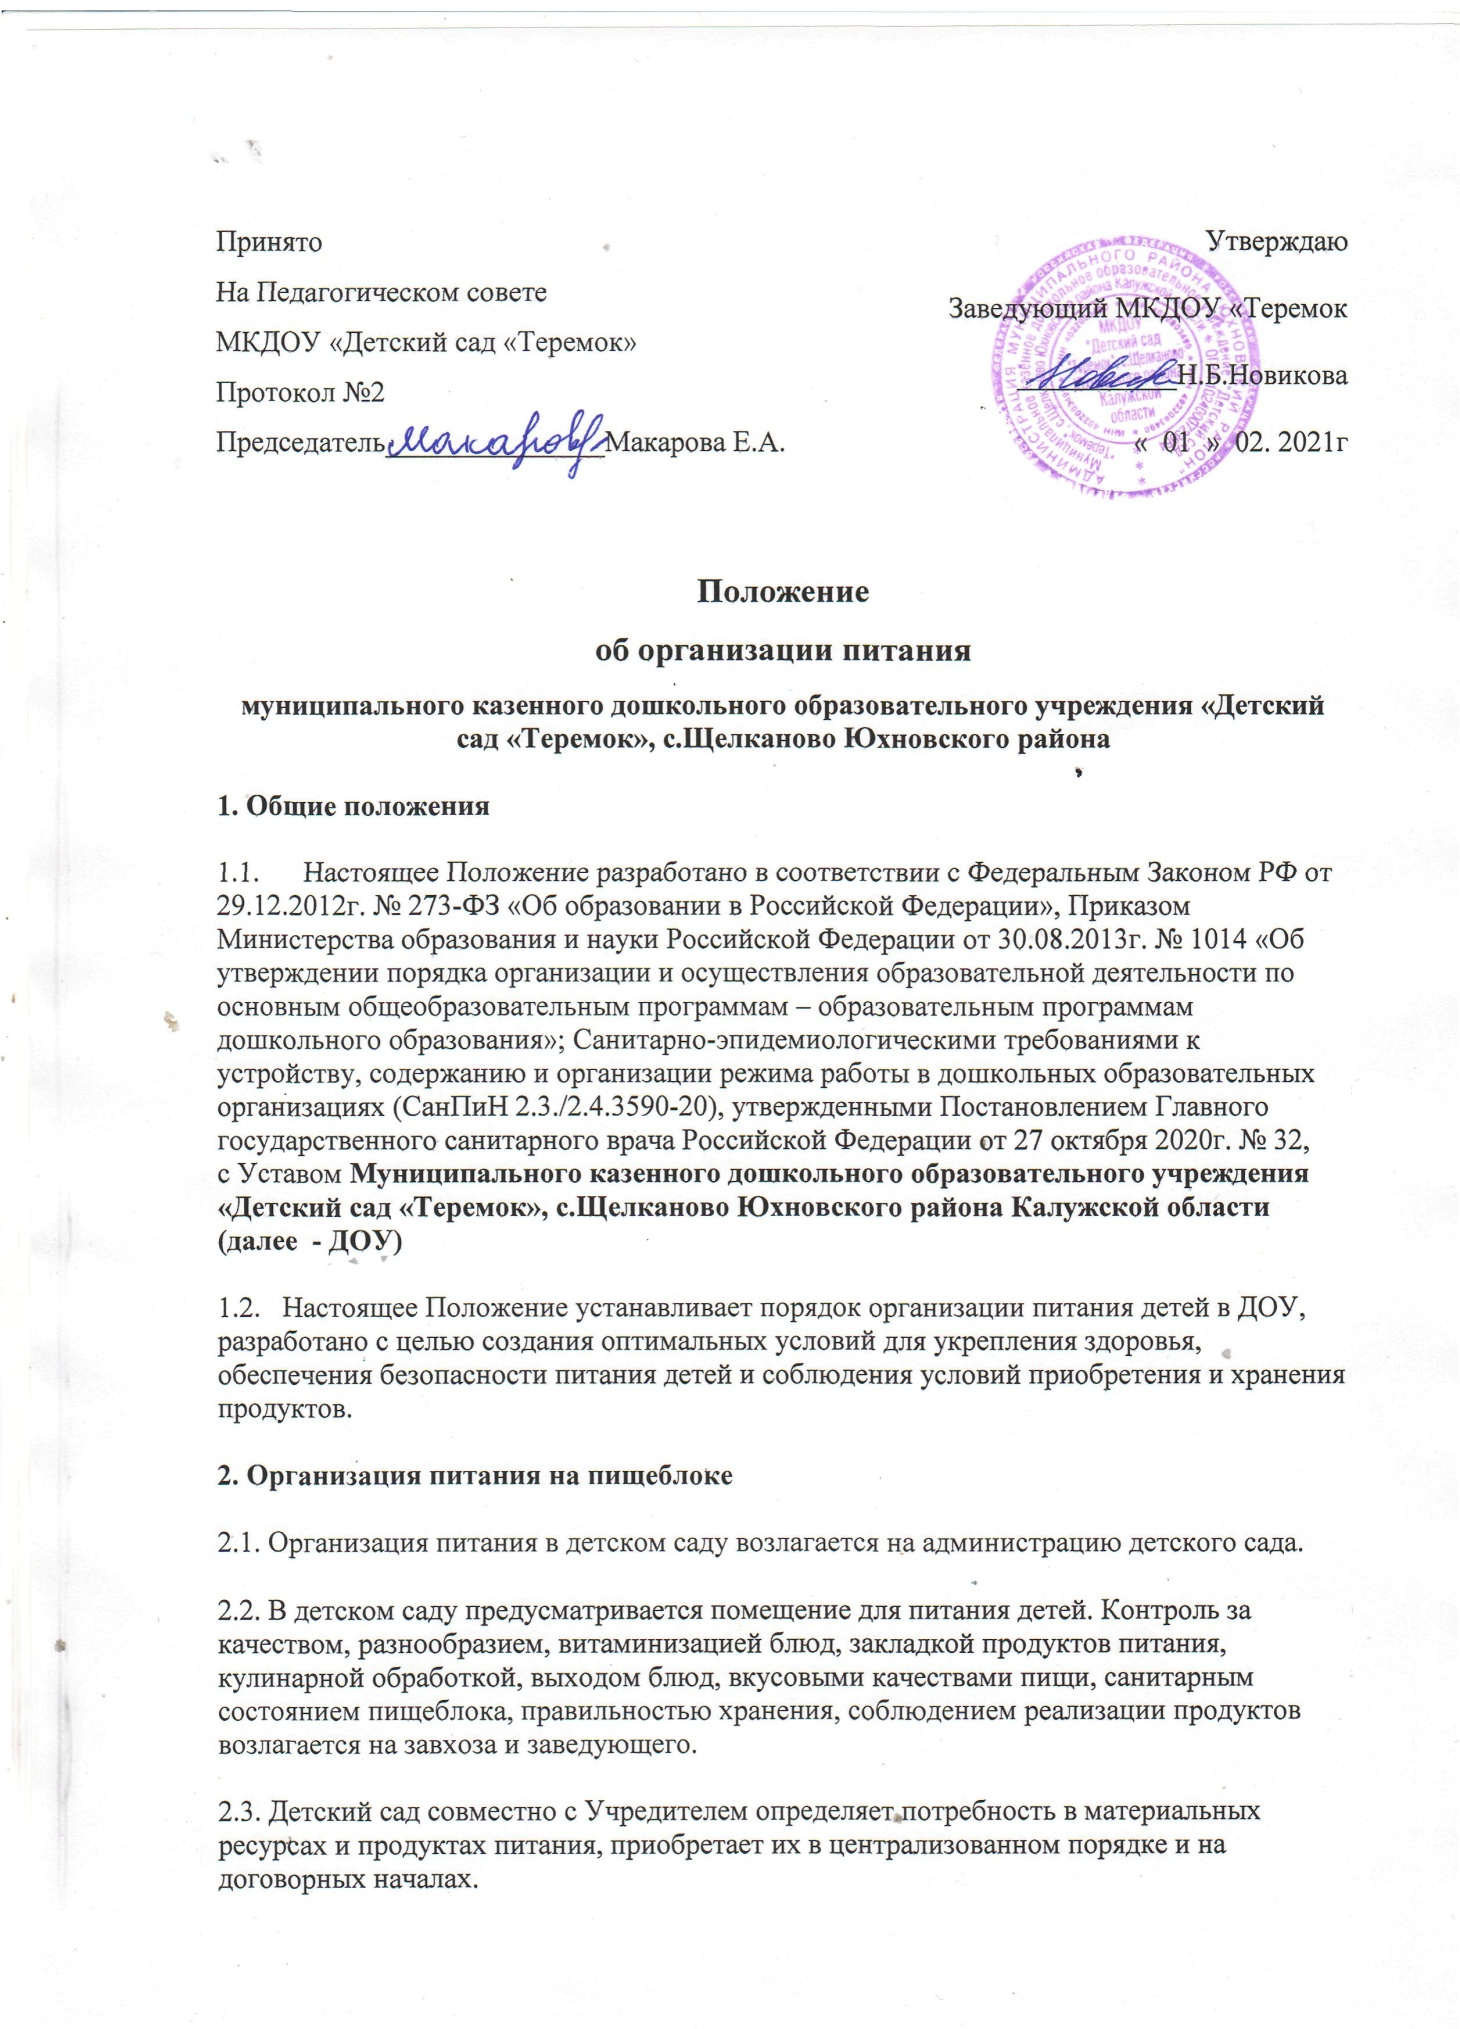 Принято
На Педагогическом совете
МКДОУ «Детский сад «Теремок»
Протокол №2
Председатель Макарова Макарова Е.А.
Утверждаю
Заведующий МКДОУ «Теремок
Н.Б.Новикова
« 01 » 02. 2021г
МКДОУ
"Детский сад
Калужской
области
Положение
об организации питания
муниципального казенного дошкольного образовательного учреждения «Детский
сад «Теремок», с.Щелканово Юхновского района
1. Общие положения
1.1. Настоящее Положение разработано в соответствии с Федеральным Законом РФ от
29.12.2012г. № 273-ФЗ «Об образовании в Российской Федерации», Приказом
Министерства образования и науки Российской Федерации от 30.08.2013г. № 1014 «Об
утверждении порядка организации и осуществления образовательной деятельности по
основным общеобразовательным программам – образовательным программам
дошкольного образования»; Санитарно-эпидемиологическими требованиями к
устройству, содержанию и организации режима работы в дошкольных образовательных
организациях (СанПиН 2.3./2.4.3590-20), утвержденными Постановлением Главного
государственного санитарного врача Российской Федерации от 27 октября 2020г. № 32,
с Уставом Муниципального казенного дошкольного образовательного учреждения
«Детский сад «Теремок», с.Щелканово Юхновского района Калужской области
(далее - ДОУ)
1.2. Настоящее Положение устанавливает порядок организации питания детей в ДОУ,
разработано с целью создания оптимальных условий для укрепления здоровья,
обеспечения безопасности питания детей и соблюдения условий приобретения и хранения
продуктов.
2. Организация питания на пищеблоке
2.1. Организация питания в детском саду возлагается на администрацию детского сада.
2.2. В детском саду предусматривается помещение для питания детей. Контроль за
качеством, разнообразием, витаминизацией блюд, закладкой продуктов питания,
кулинарной обработкой, выходом блюд, вкусовыми качествами пищи, санитарным
состоянием пищеблока, правильностью хранения, соблюдением реализации продуктов
возлагается на завхоза и заведующего.
2.3. Детский сад совместно с Учредителем определяет потребность в материальных
ресурсах и продуктах питания, приобретает их в централизованном порядке и на
договорных началах.